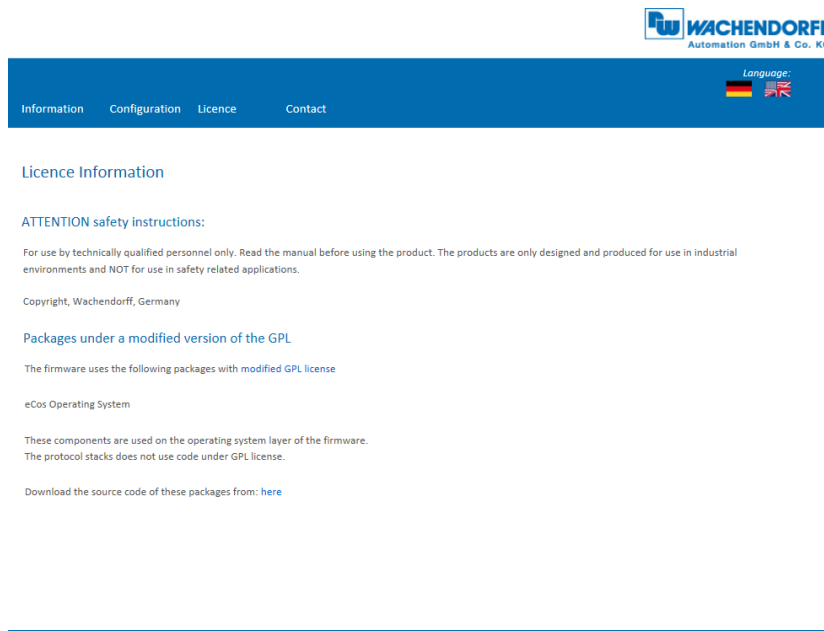 WACHENDORFF
Automation GmbH & Co. KG
Language:
Information Configuration Licence Contact
Licence Information
ATTENTION safety instructions:
For use by technically qualified personnel only. Read the manual before using the product. The products are only designed and produced for use in industrial
environments and NOT for use in safety related applications.
Copyright, Wachendorff, Germany
Packages under a modified version of the GPL
The firmware uses the following packages with modified GPL license
eCos Operating System
These components are used on the operating system layer of the firmware.
The protocol stacks does not use code under GPL license.
Download the source code of these packages from: here